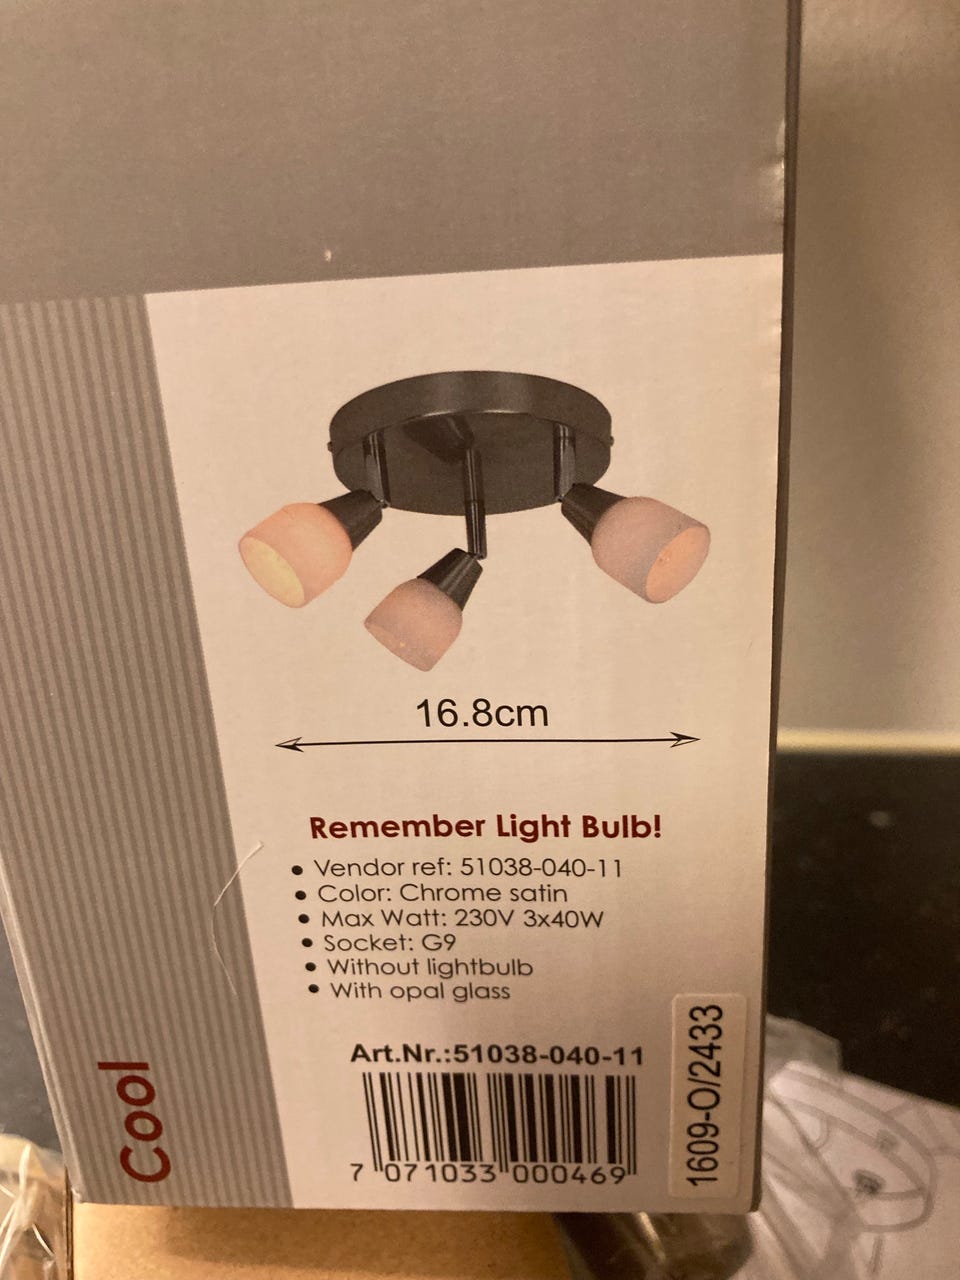 16.8cm
Remember Light Bulb!
• Vendor ref: 51038-040-11
• Color: Chrome satin
• Max Watt: 230V 3x40W
• Socket: G9
• Without lightbulb
• With opal glass
Art.Nr.:51038-040-11
7 071033 000469
1609-O/2433
Cool